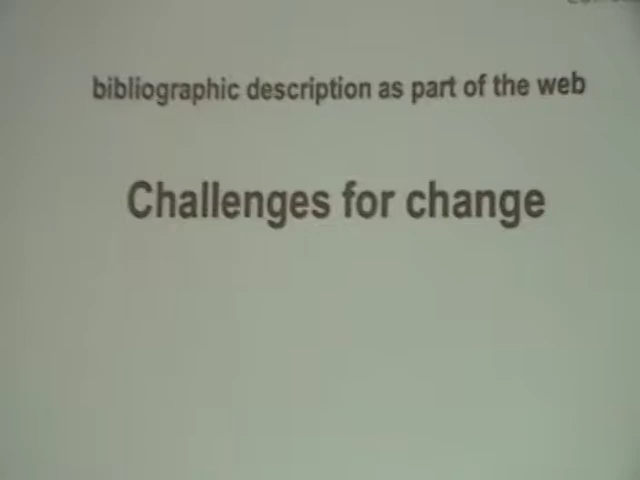 bibliographic description as part of the web
Challenges for change